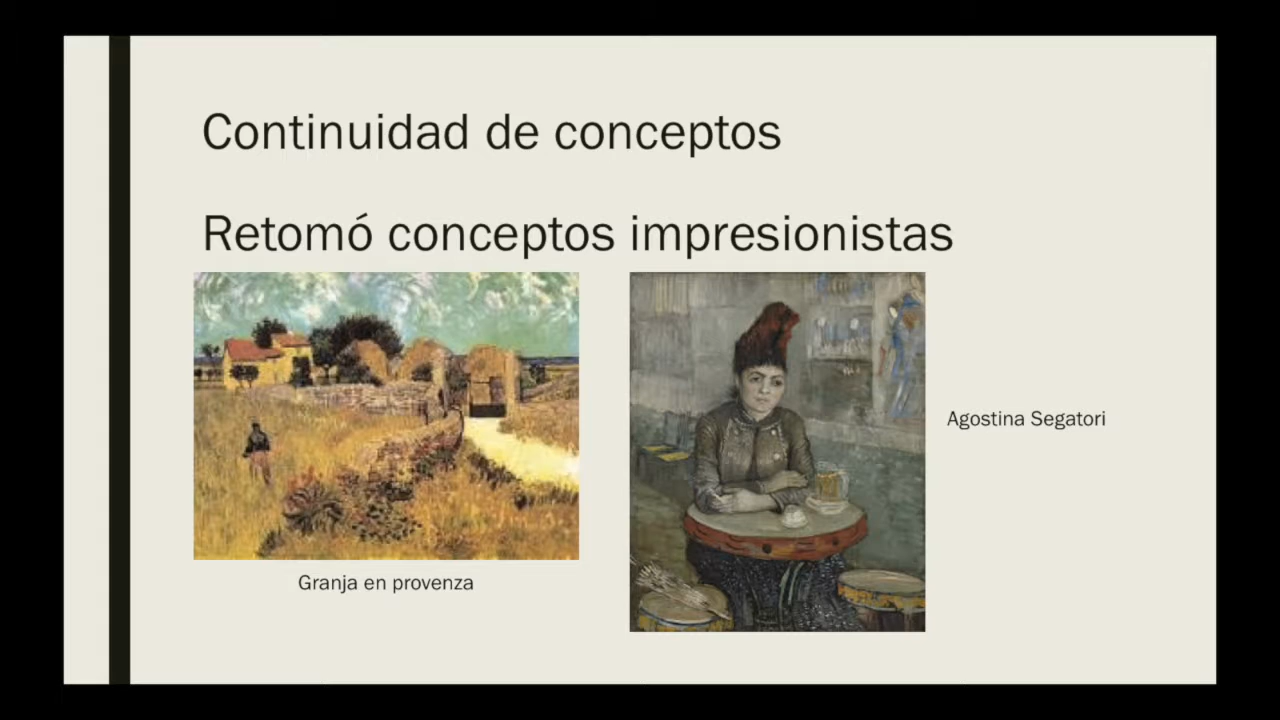 Continuidad de conceptos
Retomó conceptos impresionistas
Agostina Segatori
Granja en provenza